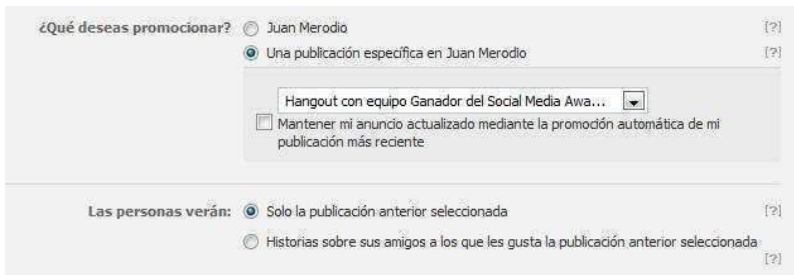 ¿Qué deseas promocionar? Juan Merodio [?]
Una publicación específica en Juan Merodio [?]
Hangout con equipo Ganador del Social Media Awa...
Mantener mi anuncio actualizado mediante la promoción automática de mi
publicación más reciente
Las personas verán: Solo la publicación anterior seleccionada [?]
Historias sobre sus amigos a los que les gusta la publicación anterior seleccionada
[?]